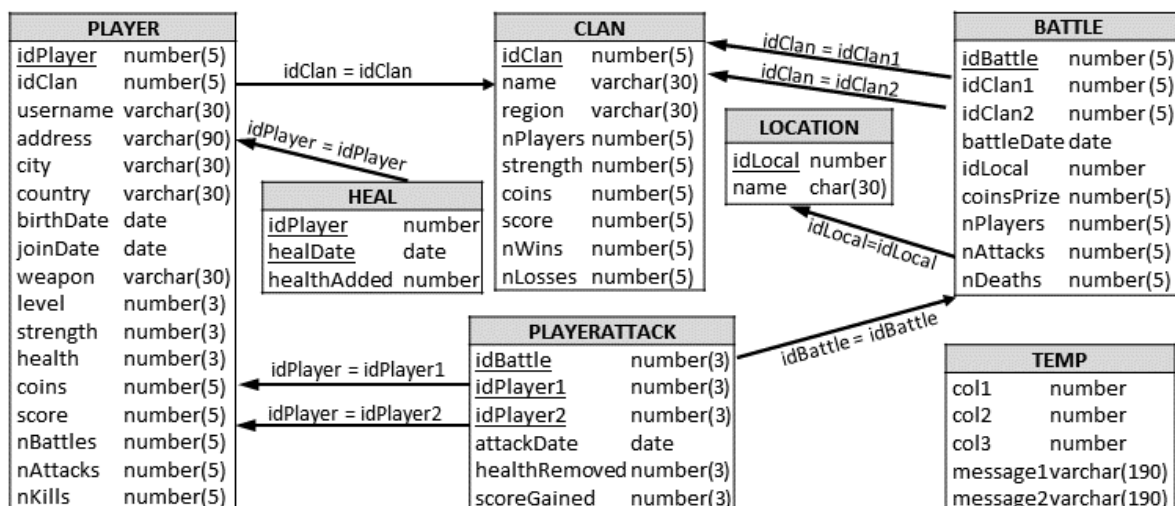 PLAYER
idPlayer number(5)
idClan number(5)
username varchar(30)
address varchar(90)
city varchar(30)
country varchar(30)
birthDate date
joinDate date
weapon varchar(30)
level number(3)
strength number(3)
health number(3)
coins number(5)
score number(5)
nBattles number(5)
nAttacks number(5)
nKills number(5)
idClan = idClan
idPlayer = idPlayer
HEAL
idPlayer number
healDate date
healthAdded number
CLAN
idClan number(5)
name varchar(30)
region varchar(30)
nPlayers number(5)
strength number(5)
coins number(5)
score number(5)
nWins number(5)
nLosses number(5)
idClan = idClan1
idClan = idClan2
LOCATION
idLocal number
name char(30)
idLocal=idLocal
BATTLE
idBattle number(5)
idClan1 number(5)
idClan2 number(5)
battleDate date
idLocal number
coinsPrize number(5)
nPlayers number(5)
nAttacks number(5)
nDeaths number(5)
idPlayer = idPlayer1
idPlayer = idPlayer2
PLAYERATTACK
idBattle number(3)
idPlayer1 number(3)
idPlayer2 number(3)
attackDate date
healthRemoved number(3)
scoreGained number(3)
idBattle = idBattle
TEMP
col1 number
col2 number
col3 number
message1 varchar(190)
message2 varchar(190)